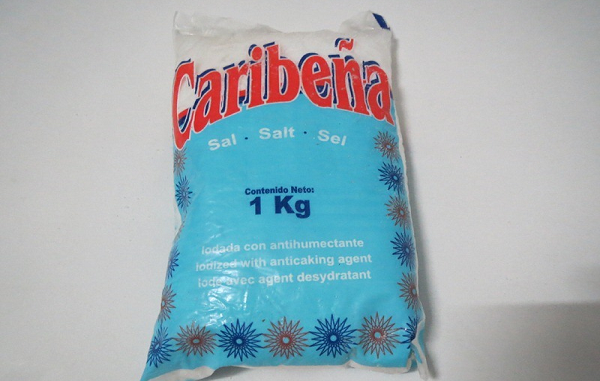 Caribeña
Sal · Salt · Sel
Contenido Neto:
1 Kg
Iodada con antihumectante
Iodized with anticaking agent
Iodé avec agent desydratant